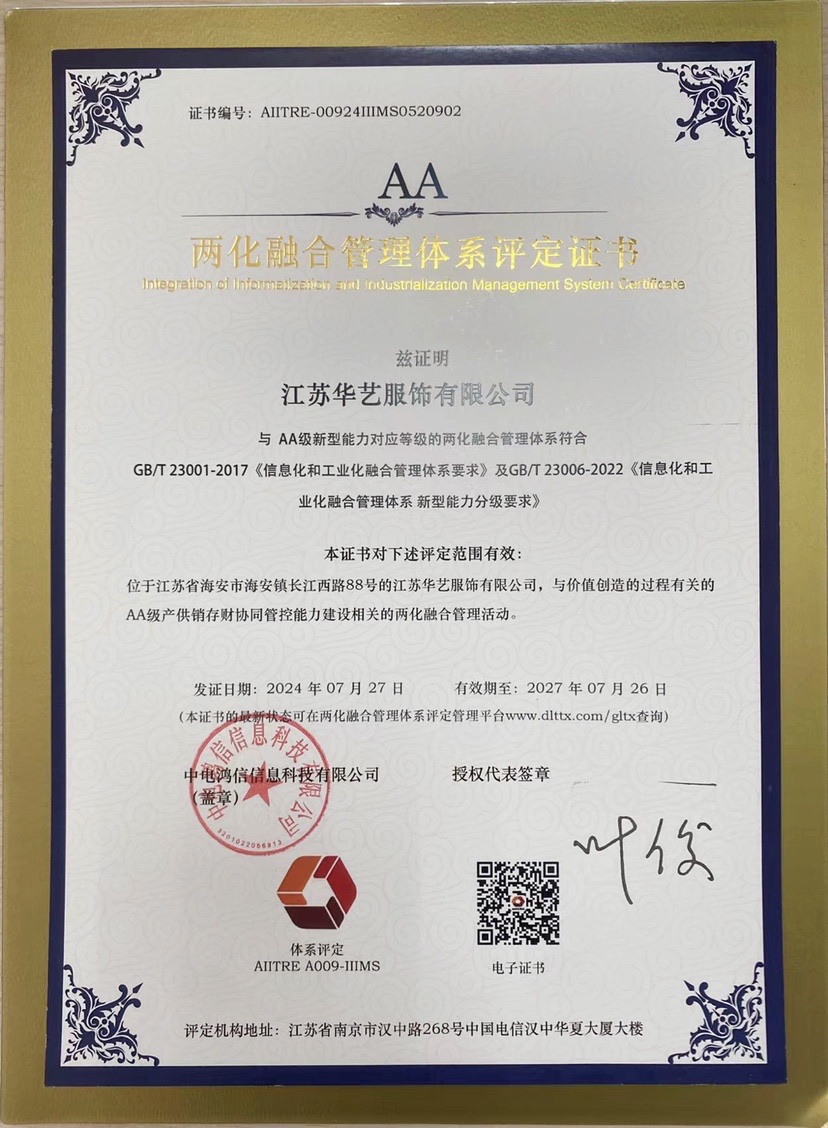 证书编号：AIITRE-00924IIIMS0520902
AA
两化融合管理体系评定证书
Integration of Informatization and Industrialization Management System Certificate
兹证明
江苏华艺服饰有限公司
与 AA级新型能力对应等级的两化融合管理体系符合
GB/T 23001-2017《信息化和工业化融合管理体系要求》及GB/T 23006-2022《信息化和工
业化融合管理体系 新型能力分级要求》
本证书对下述评定范围有效：
位于江苏省海安市海安镇长江西路88号的江苏华艺服饰有限公司，与价值创造的过程有关的
AA级产供销存财协同管控能力建设相关的两化融合管理活动。
发证日期：2024 年 07 月 27 日 有效期至：2027 年 07 月 26 日
（本证书的最新状态可在两化融合管理体系评定管理平台www.dlttx.com/gltx查询）
中电鸿信信息科技有限公司 授权代表签章
（盖章）
中电鸿信信息科技有限公司
3201022066913
叶俊
体系评定
AIITRE A009-IIIMS
电子证书
评定机构地址：江苏省南京市汉中路268号中国电信汉中华夏大厦大楼